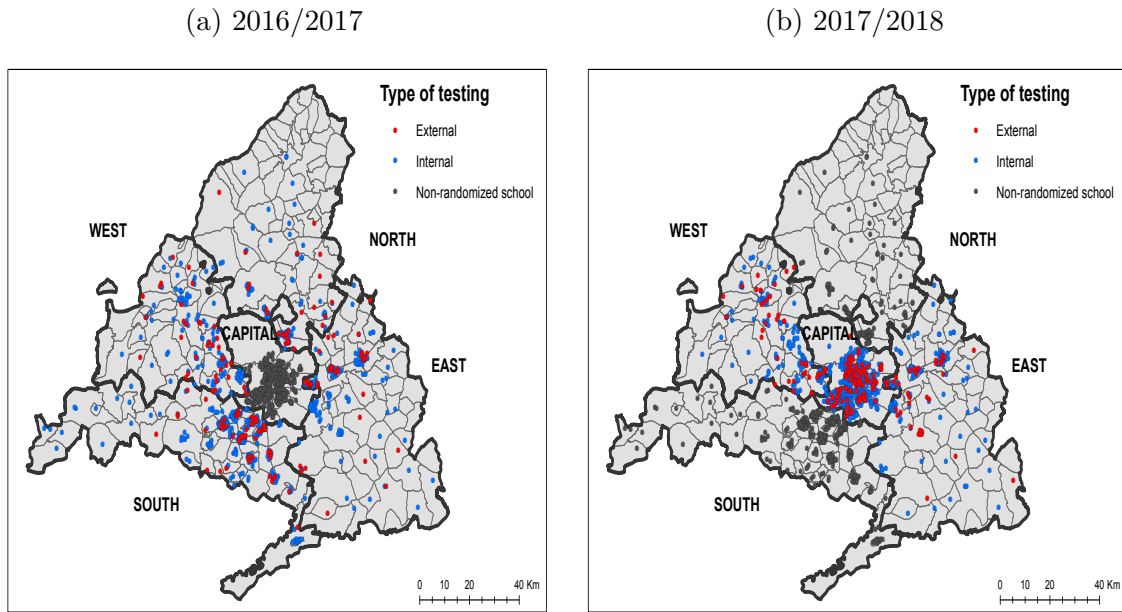 (a) 2016/2017
Type of testing
External
Internal
Non-randomized school
WEST
NORTH
CAPITAL
EAST
SOUTH
0 10 20 40 Km
(b) 2017/2018
Type of testing
External
Internal
Non-randomized school
WEST
NORTH
CAPITAL
EAST
SOUTH
0 10 20 40 Km